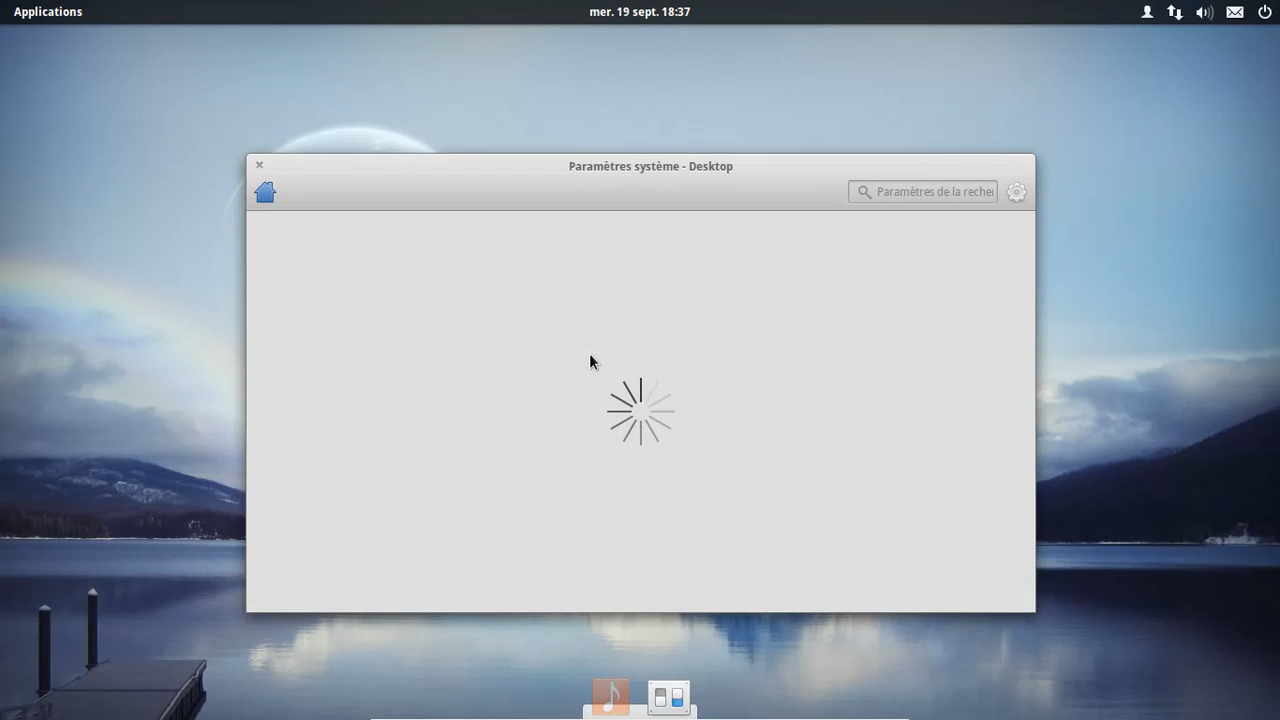 Applications
mer. 19 sept. 18:37
Paramètres système - Desktop
Paramètres de la recher